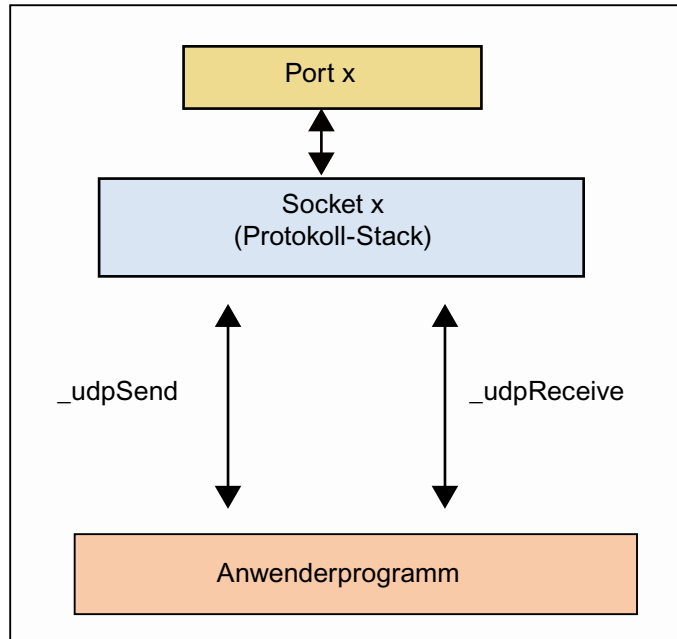 Port x
Socket x
(Protokoll-Stack)
_udpSend
_udpReceive
Anwenderprogramm